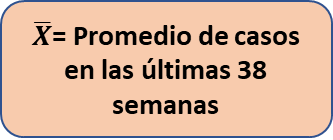 X̅= Promedio de casos
en las últimas 38
semanas